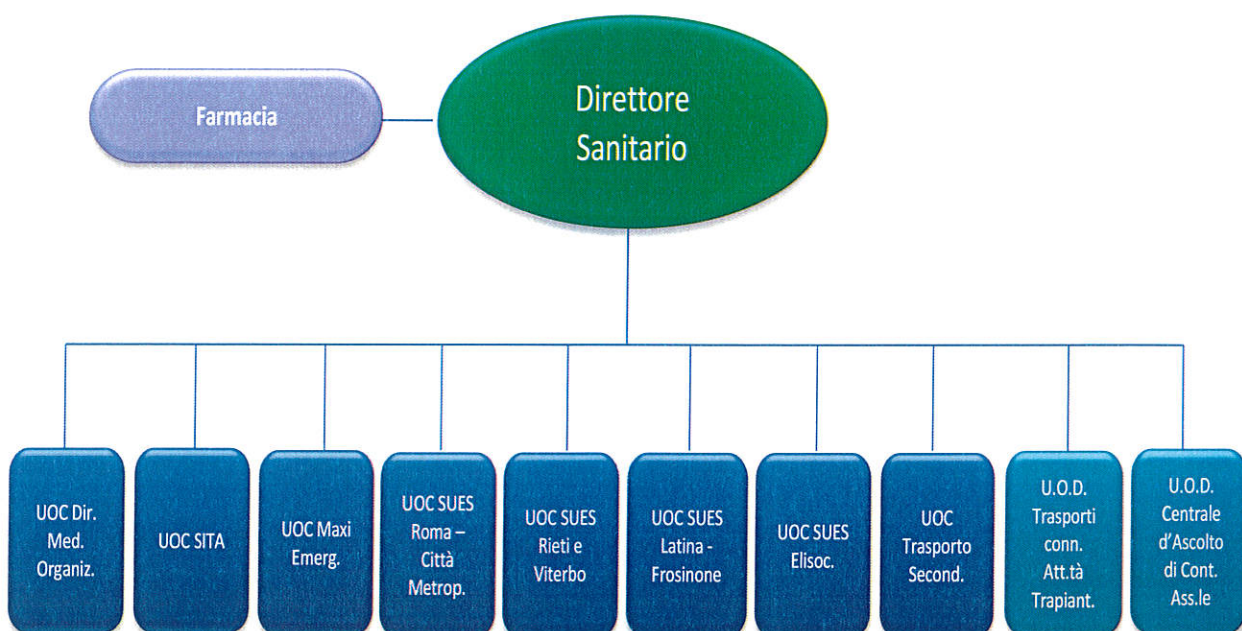 Farmacia
Direttore
Sanitario
UOC Dir.
Med.
Organiz.
UOC SITA
UOC Maxi
Emerg.
UOC SUES
Roma –
Città
Metrop.
UOC SUES
Rieti e
Viterbo
UOC SUES
Latina -
Frosinone
UOC SUES
Elisoc.
UOC
Trasporto
Second.
U.O.D.
Trasporti
conn.
Att.tà
Trapiant.
U.O.D.
Centrale
d'Ascolto
di Cont.
Ass.le